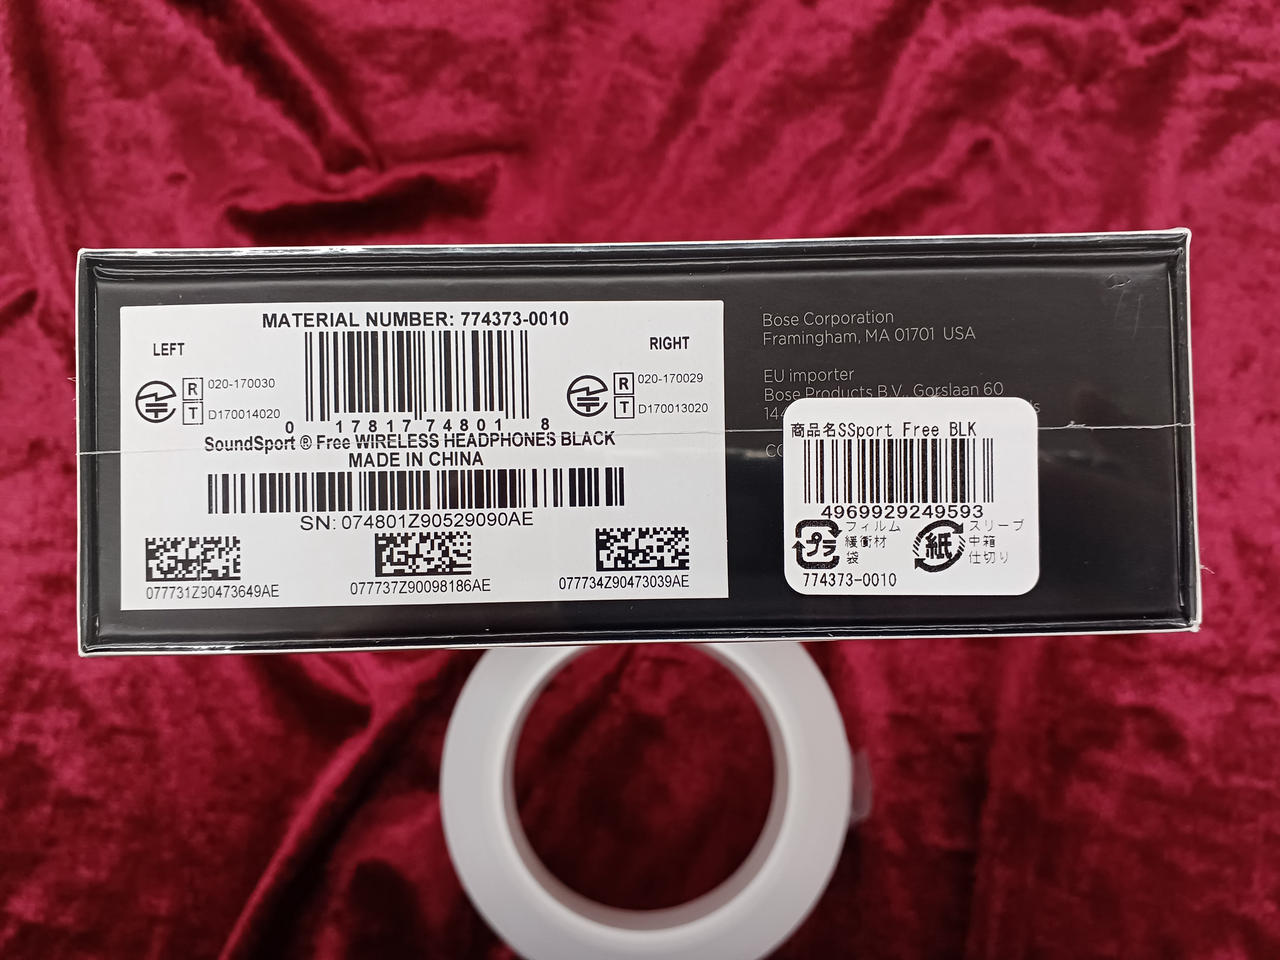 MATERIAL NUMBER: 774373-0010
LEFT
RIGHT
R 020-170030
T D170014020
R 020-170029
T D170013020
0 17817 74801 8
SoundSport ® Free WIRELESS HEADPHONES BLACK
MADE IN CHINA
SN: 074801Z90529090AE
077731Z90473649AE
077737Z90098186AE
077734Z90473039AE
Bose Corporation
Framingham, MA 01701 USA
EU importer
Bose Products B.V., Gorslaan 60
商品名SSport Free BLK
4969929249593
プラ
フィルム
緩衝材
袋
紙
スリーブ
中箱
仕切り
774373-0010